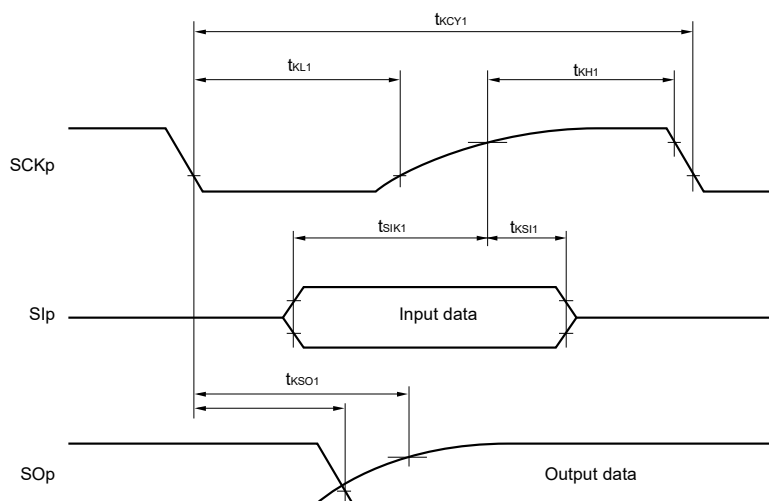 tKCY1
tKL1
tKH1
SCKp
tSIK1
tKSI1
SIp
Input data
tKSO1
SOp
Output data